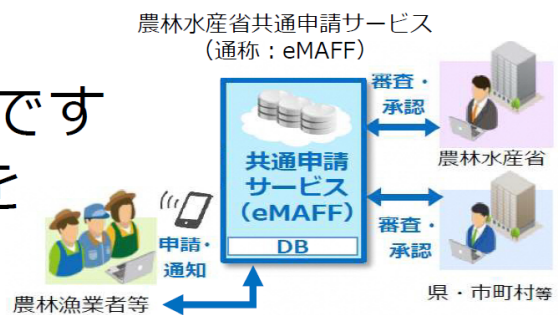 農林水産省共通申請サービス
（通称：eMAFF）
です
を
審査・
承認
農林水産省
共通申請
サービス
（eMAFF）
DB
申請・
通知
審査・
承認
農林漁業者等
県・市町村等